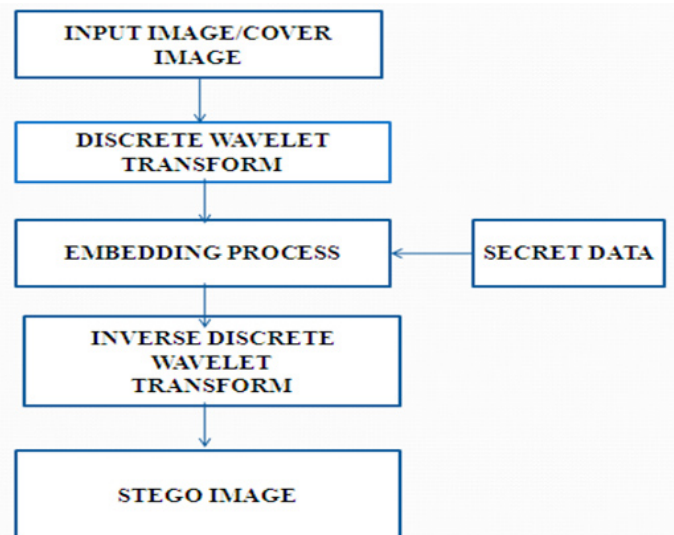 INPUT IMAGE/COVER
IMAGE
DISCRETE WAVELET
TRANSFORM
EMBEDDING PROCESS
SECRET DATA
INVERSE DISCRETE
WAVELET
TRANSFORM
STEGO IMAGE